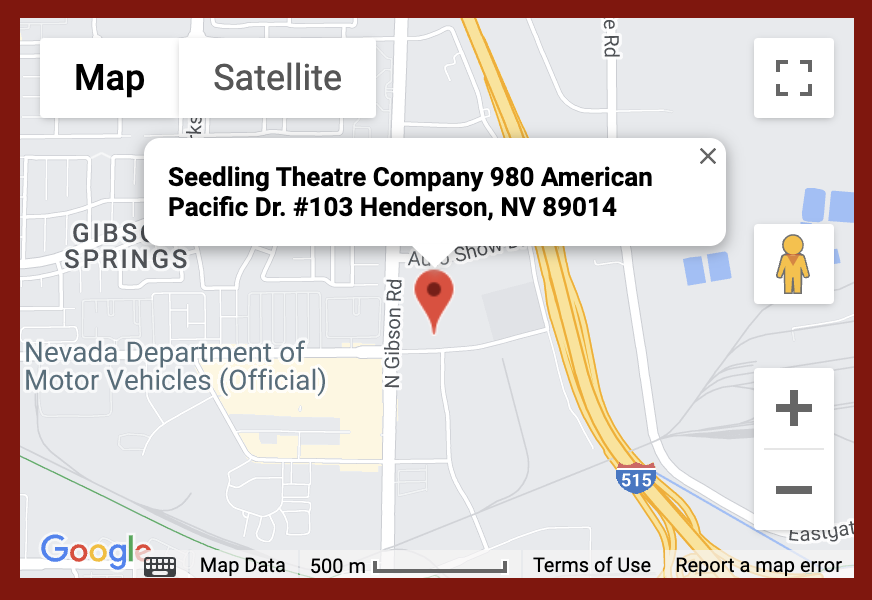 e Rd
Map
Satellite
ks
Seedling Theatre Company 980 American
Pacific Dr. #103 Henderson, NV 89014
GIBSO
SPRINGS
Auto Show D
N Gibson Rd
Nevada Department of
Motor Vehicles (Official)
515
Eastgat
Google
Map Data
500 m
Terms of Use
Report a map error